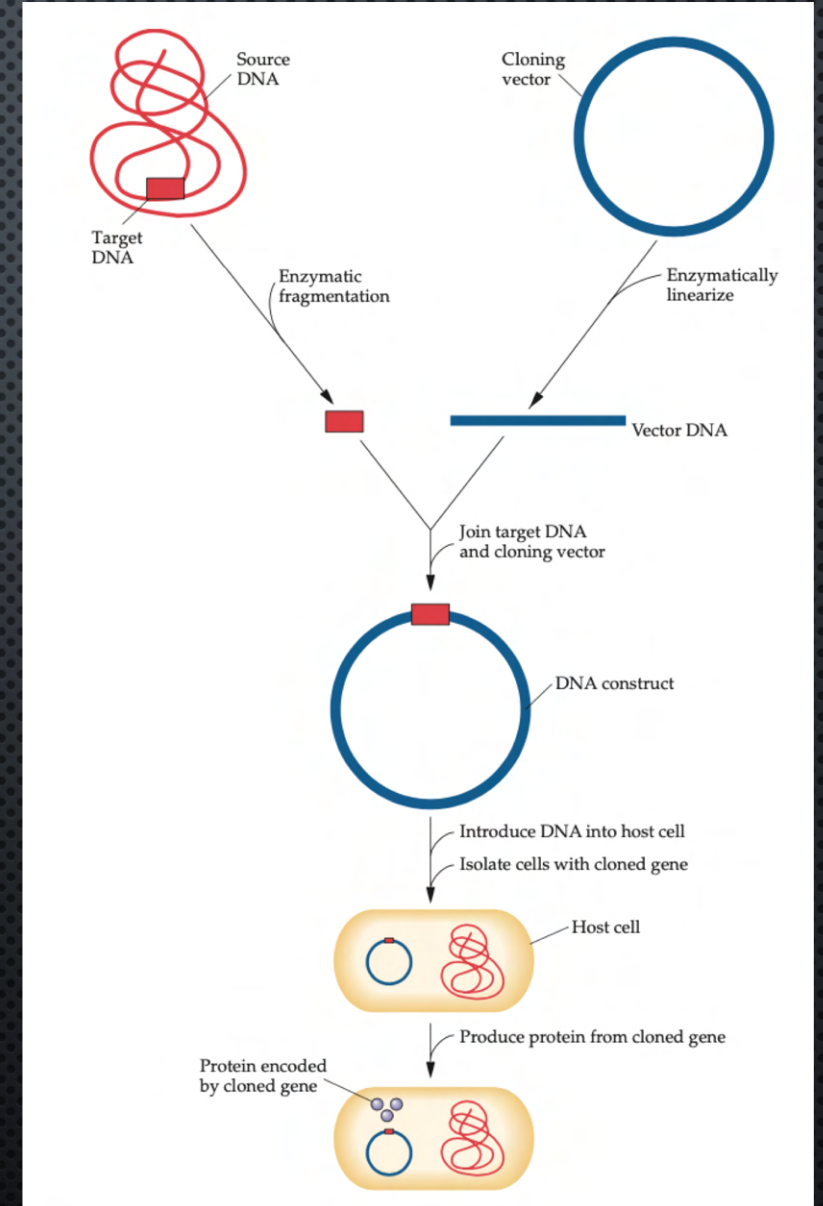 Source
DNA
Cloning
vector
Target
DNA
Enzymatic
fragmentation
Enzymatically
linearize
Vector DNA
Join target DNA
and cloning vector
DNA construct
Introduce DNA into host cell
Isolate cells with cloned gene
Host cell
Produce protein from cloned gene
Protein encoded
by cloned gene